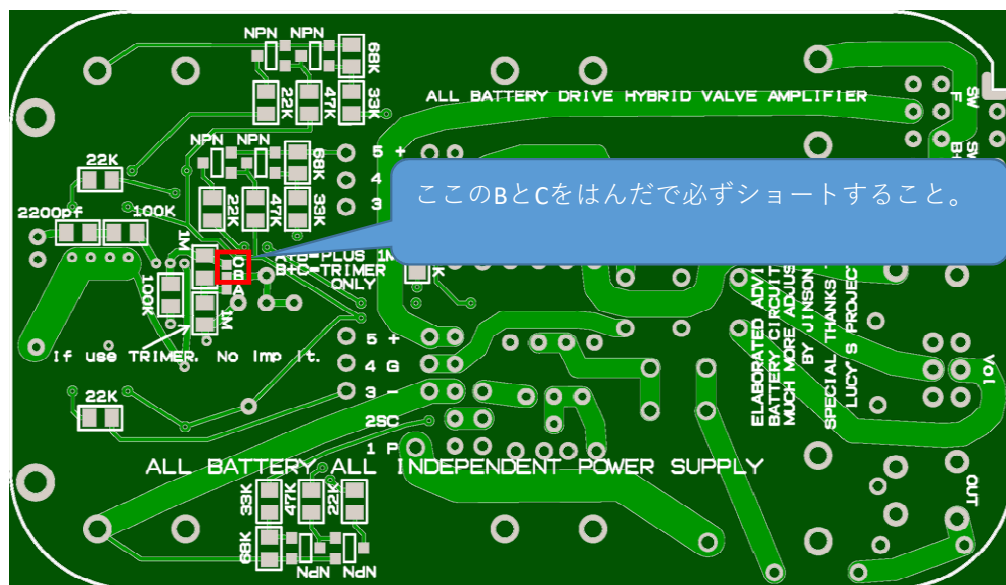 NPN NPN
68K
22K
47K
33K
ALL BATTERY DRIVE HYBRID VALVE AMPLIFIER
SW
F
SW
NPN NPN
68K
22K
47K
33K
5 +
4
3
22K
2200pf 100K
ここのBとCをはんだで必ずショートすること。
1M
C
B
A
B+C=TRIMER
ONLY
K
100K
1M
If use TRIMER. No Imp it.
5 +
4 G
3 -
2SC
1 P
22K
ELABORATED ADVI
BATTERY CIRCUIT
MUCH MORE ADJUS
BY JINSON
SPECIAL THANKS
LUCY'S PROJECT
VOl
OUT
ALL BATTERY ALL INDEPENDENT POWER SUPPLY
33K
47K
22K
68K
NPN NPN